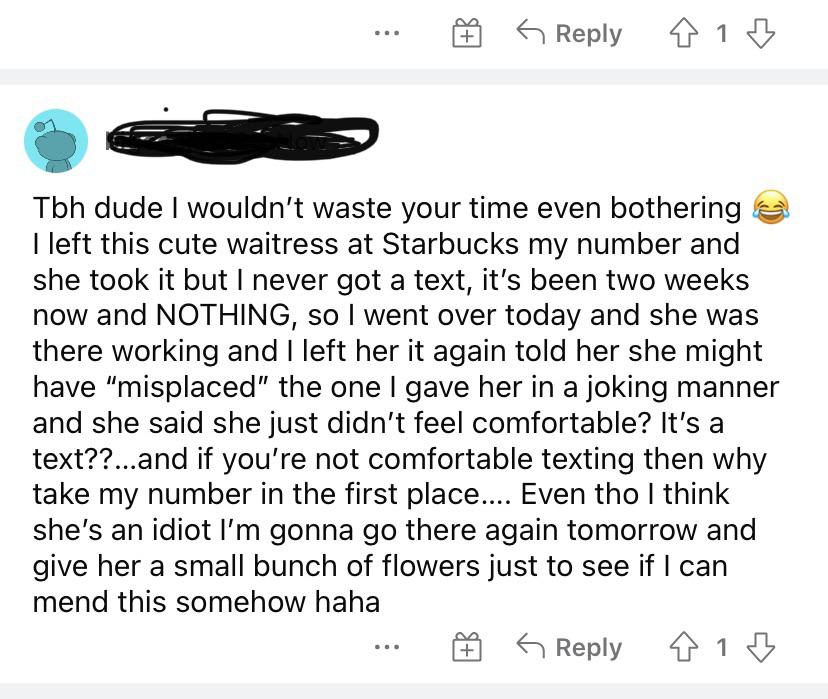 Reply 1
Tbh dude I wouldn’t waste your time even bothering 😂
I left this cute waitress at Starbucks my number and
she took it but I never got a text, it’s been two weeks
now and NOTHING, so I went over today and she was
there working and I left her it again told her she might
have “misplaced” the one I gave her in a joking manner
and she said she just didn’t feel comfortable? It’s a
text??...and if you’re not comfortable texting then why
take my number in the first place.... Even tho I think
she’s an idiot I’m gonna go there again tomorrow and
give her a small bunch of flowers just to see if I can
mend this somehow haha
Reply 1